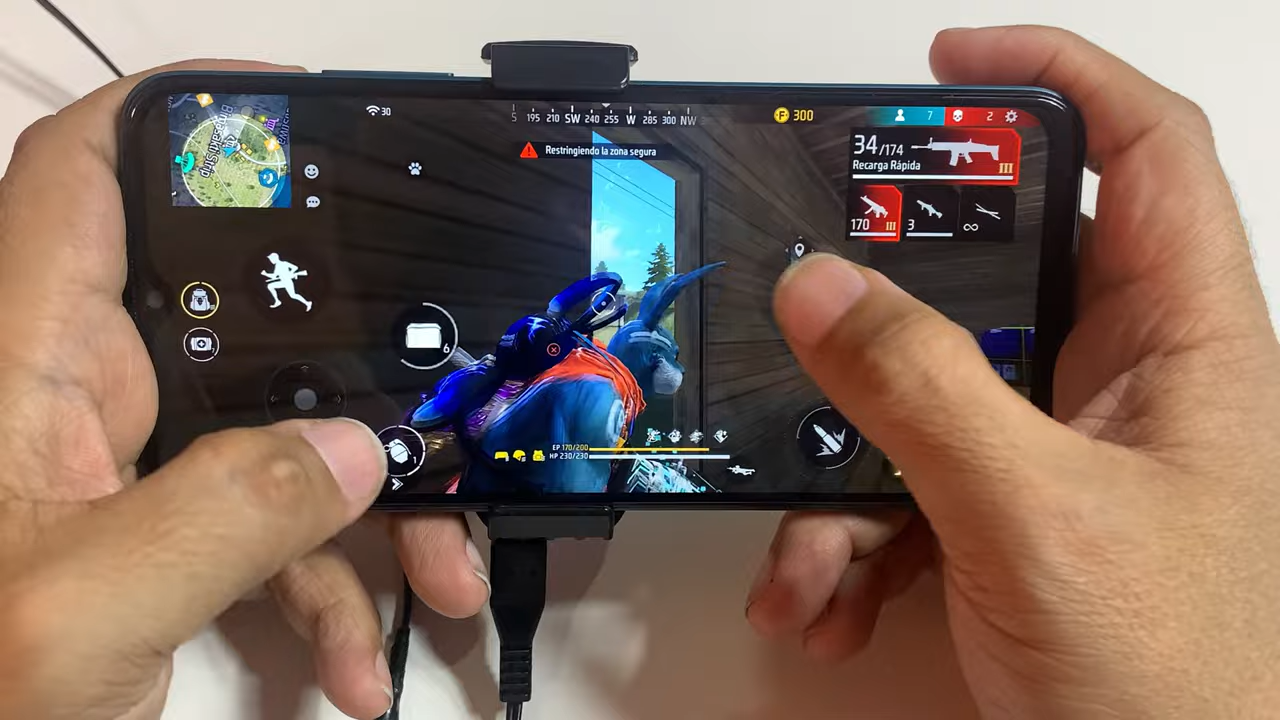 30
S 195 210 SW 240 255 W 285 300 NW
F 300
7
2
Restringiendo la zona segura
34/174
Recarga Rápida
III
170 III
3
∞
6
1
EP 170/200
HP 230/230